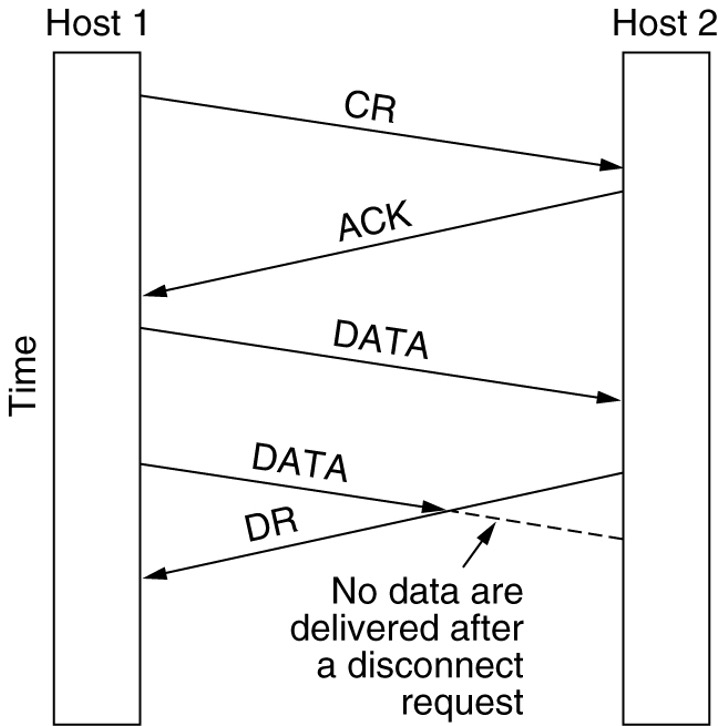 Host 1
Host 2
CR
ACK
DATA
Time
DATA
DR
No data are
delivered after
a disconnect
request